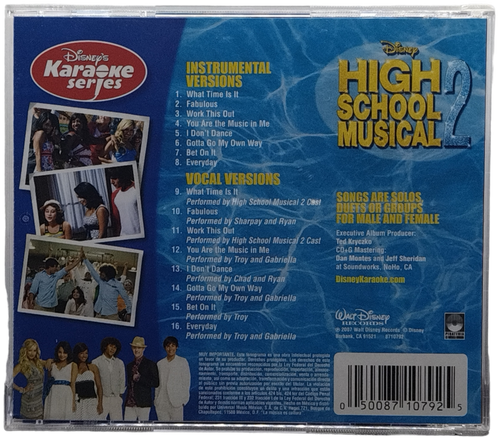 Disney's
Karaoke
series
INSTRUMENTAL
VERSIONS
1. What Time Is It
2. Fabulous
3. Work This Out
4. You Are the Music in Me
5. I Don't Dance
6. Gotta Go My Own Way
7. Bet On It
8. Everyday
VOCAL VERSIONS
9. What Time Is It
Performed by High School Musical 2 Cast
10. Fabulous
Performed by Sharpay and Ryan
11. Work This Out
Performed by High School Musical 2 Cast
12. You Are the Music in Me
Performed by Troy and Gabriella
13. I Don't Dance
Performed by Chad and Ryan
14. Gotta Go My Own Way
Performed by Troy and Gabriella
15. Bet On It
Performed by Troy
16. Everyday
Performed by Troy and Gabriella
Disney
HIGH
SCHOOL
MUSICAL 2
SONGS ARE SOLOS,
DUETS OR GROUPS
FOR MALE AND FEMALE
Executive Album Producer:
Ted Kryczko
CD+G Mastering:
Dan Montes and Jeff Sheridan
at Soundworks, NoHo, CA
DisneyKaraoke.com
WALT DISNEY
RECORDS
℗ 2007 Walt Disney Records © Disney
Burbank, CA 91521
0 50087 10792 5